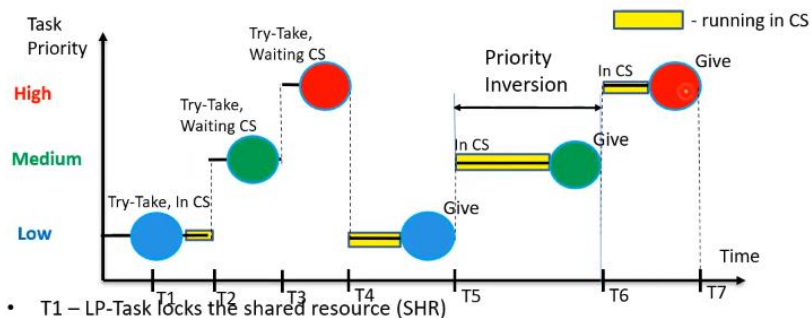 Task
Priority
- running in CS
Try-Take,
Waiting CS
Try-Take,
Waiting CS
Priority
Inversion
In CS
Give
High
In CS
Give
Medium
Try-Take, In CS
Give
Low
Time
T1
T2
T3
T4
T5
T6
T7
• T1 – LP-Task locks the shared resource (SHR)